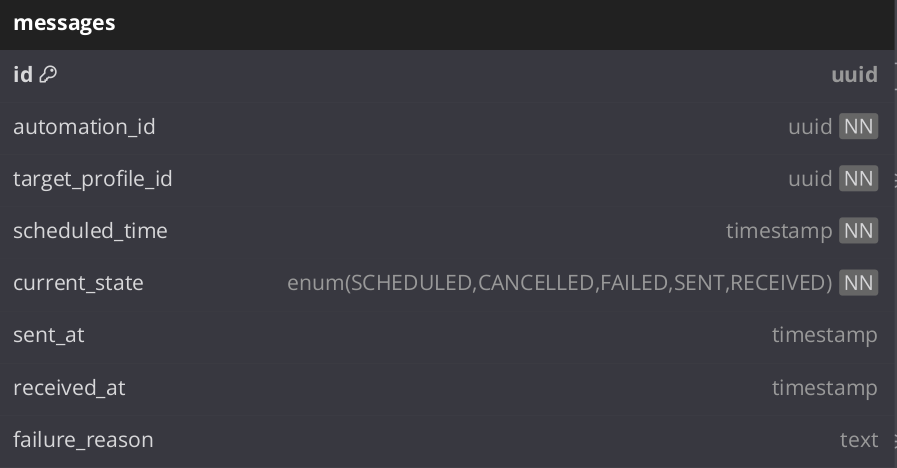 messages
id uuid
automation_id uuid NN
target_profile_id uuid NN
scheduled_time timestamp NN
current_state enum(SCHEDULED,CANCELLED,FAILED,SENT,RECEIVED) NN
sent_at timestamp
received_at timestamp
failure_reason text